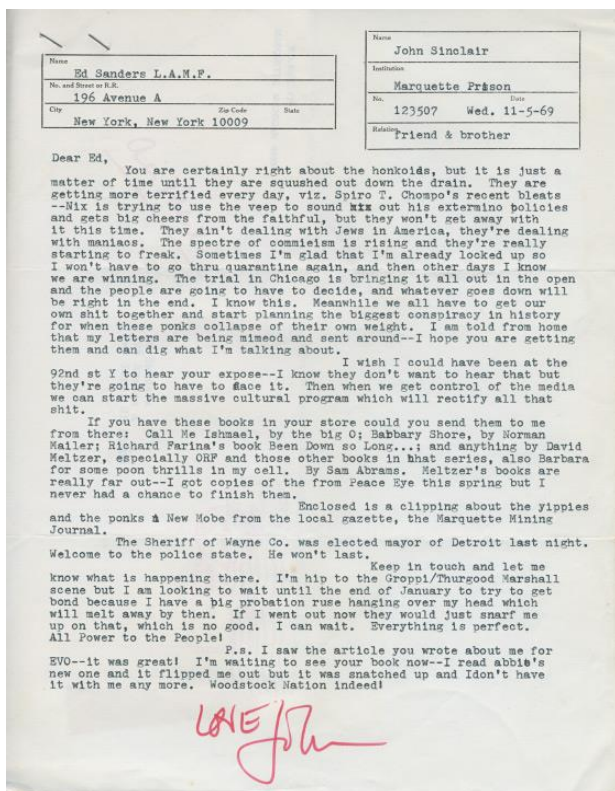 Name
Ed Sanders L.A.M.F.
No. and Street or R.R.
196 Avenue A
City Zip Code State
New York, New York 10009
Name
John Sinclair
Institution
Marquette Prison
No. Date
123507 Wed. 11-5-69
Relation friend & brother
Dear Ed,
You are certainly right about the honkoids, but it is just a
matter of time until they are squushed out down the drain. They are
getting more terrified every day, viz. Spiro T. Chompo's recent bleats
--Nix is trying to use the veep to sound out his extermino policies
and gets big cheers from the faithful, but they won't get away with
it this time. They ain't dealing with Jews in America, they're dealing
with maniacs. The spectre of commieism is rising and they're really
starting to freak. Sometimes I'm glad that I'm already locked up so
I won't have to go thru quarantine again, and then other days I know
we are winning. The trial in Chicago is bringing it all out in the open
and the people are going to have to decide, and whatever goes down will
be right in the end. I know this. Meanwhile we all have to get our
own shit together and start planning the biggest conspiracy in history
for when these ponks collapse of their own weight. I am told from home
that my letters are being mimeod and sent around--I hope you are getting
them and can dig what I'm talking about.
I wish I could have been at the
92nd st Y to hear your expose--I know they don't want to hear that but
they're going to have to face it. Then when we get control of the media
we can start the massive cultural program which will rectify all that
shit.
If you have these books in your store could you send them to me
from there: Call Me Ishmael, by the big O; Babbary Shore, by Norman
Mailer; Richard Farina's book Been Down so Long...; and anything by David
Meltzer, especially ORF and those other books in that series, also Barbara
for some poon thrills in my cell. By Sam Abrams. Meltzer's books are
really far out--I got copies of the from Peace Eye this spring but I
never had a chance to finish them.
Enclosed is a clipping about the yippies
and the ponks New Mobe from the local gazette, the Marquette Mining
Journal.
The Sheriff of Wayne Co. was elected mayor of Detroit last night.
Welcome to the police state. He won't last.
Keep in touch and let me
know what is happening there. I'm hip to the Groppi/Thurgood Marshall
scene but I am looking to wait until the end of January to try to get
bond because I have a big probation ruse hanging over my head which
will melt away by then. If I went out now they would just snarf me
up on that, which is no good. I can wait. Everything is perfect.
All Power to the People!
P.s. I saw the article you wrote about me for
EVO--it was great! I'm waiting to see your book now--I read abbie's
new one and it flipped me out but it was snatched up and Idon't have
it with me any more. Woodstock Nation indeed!
LOVE John